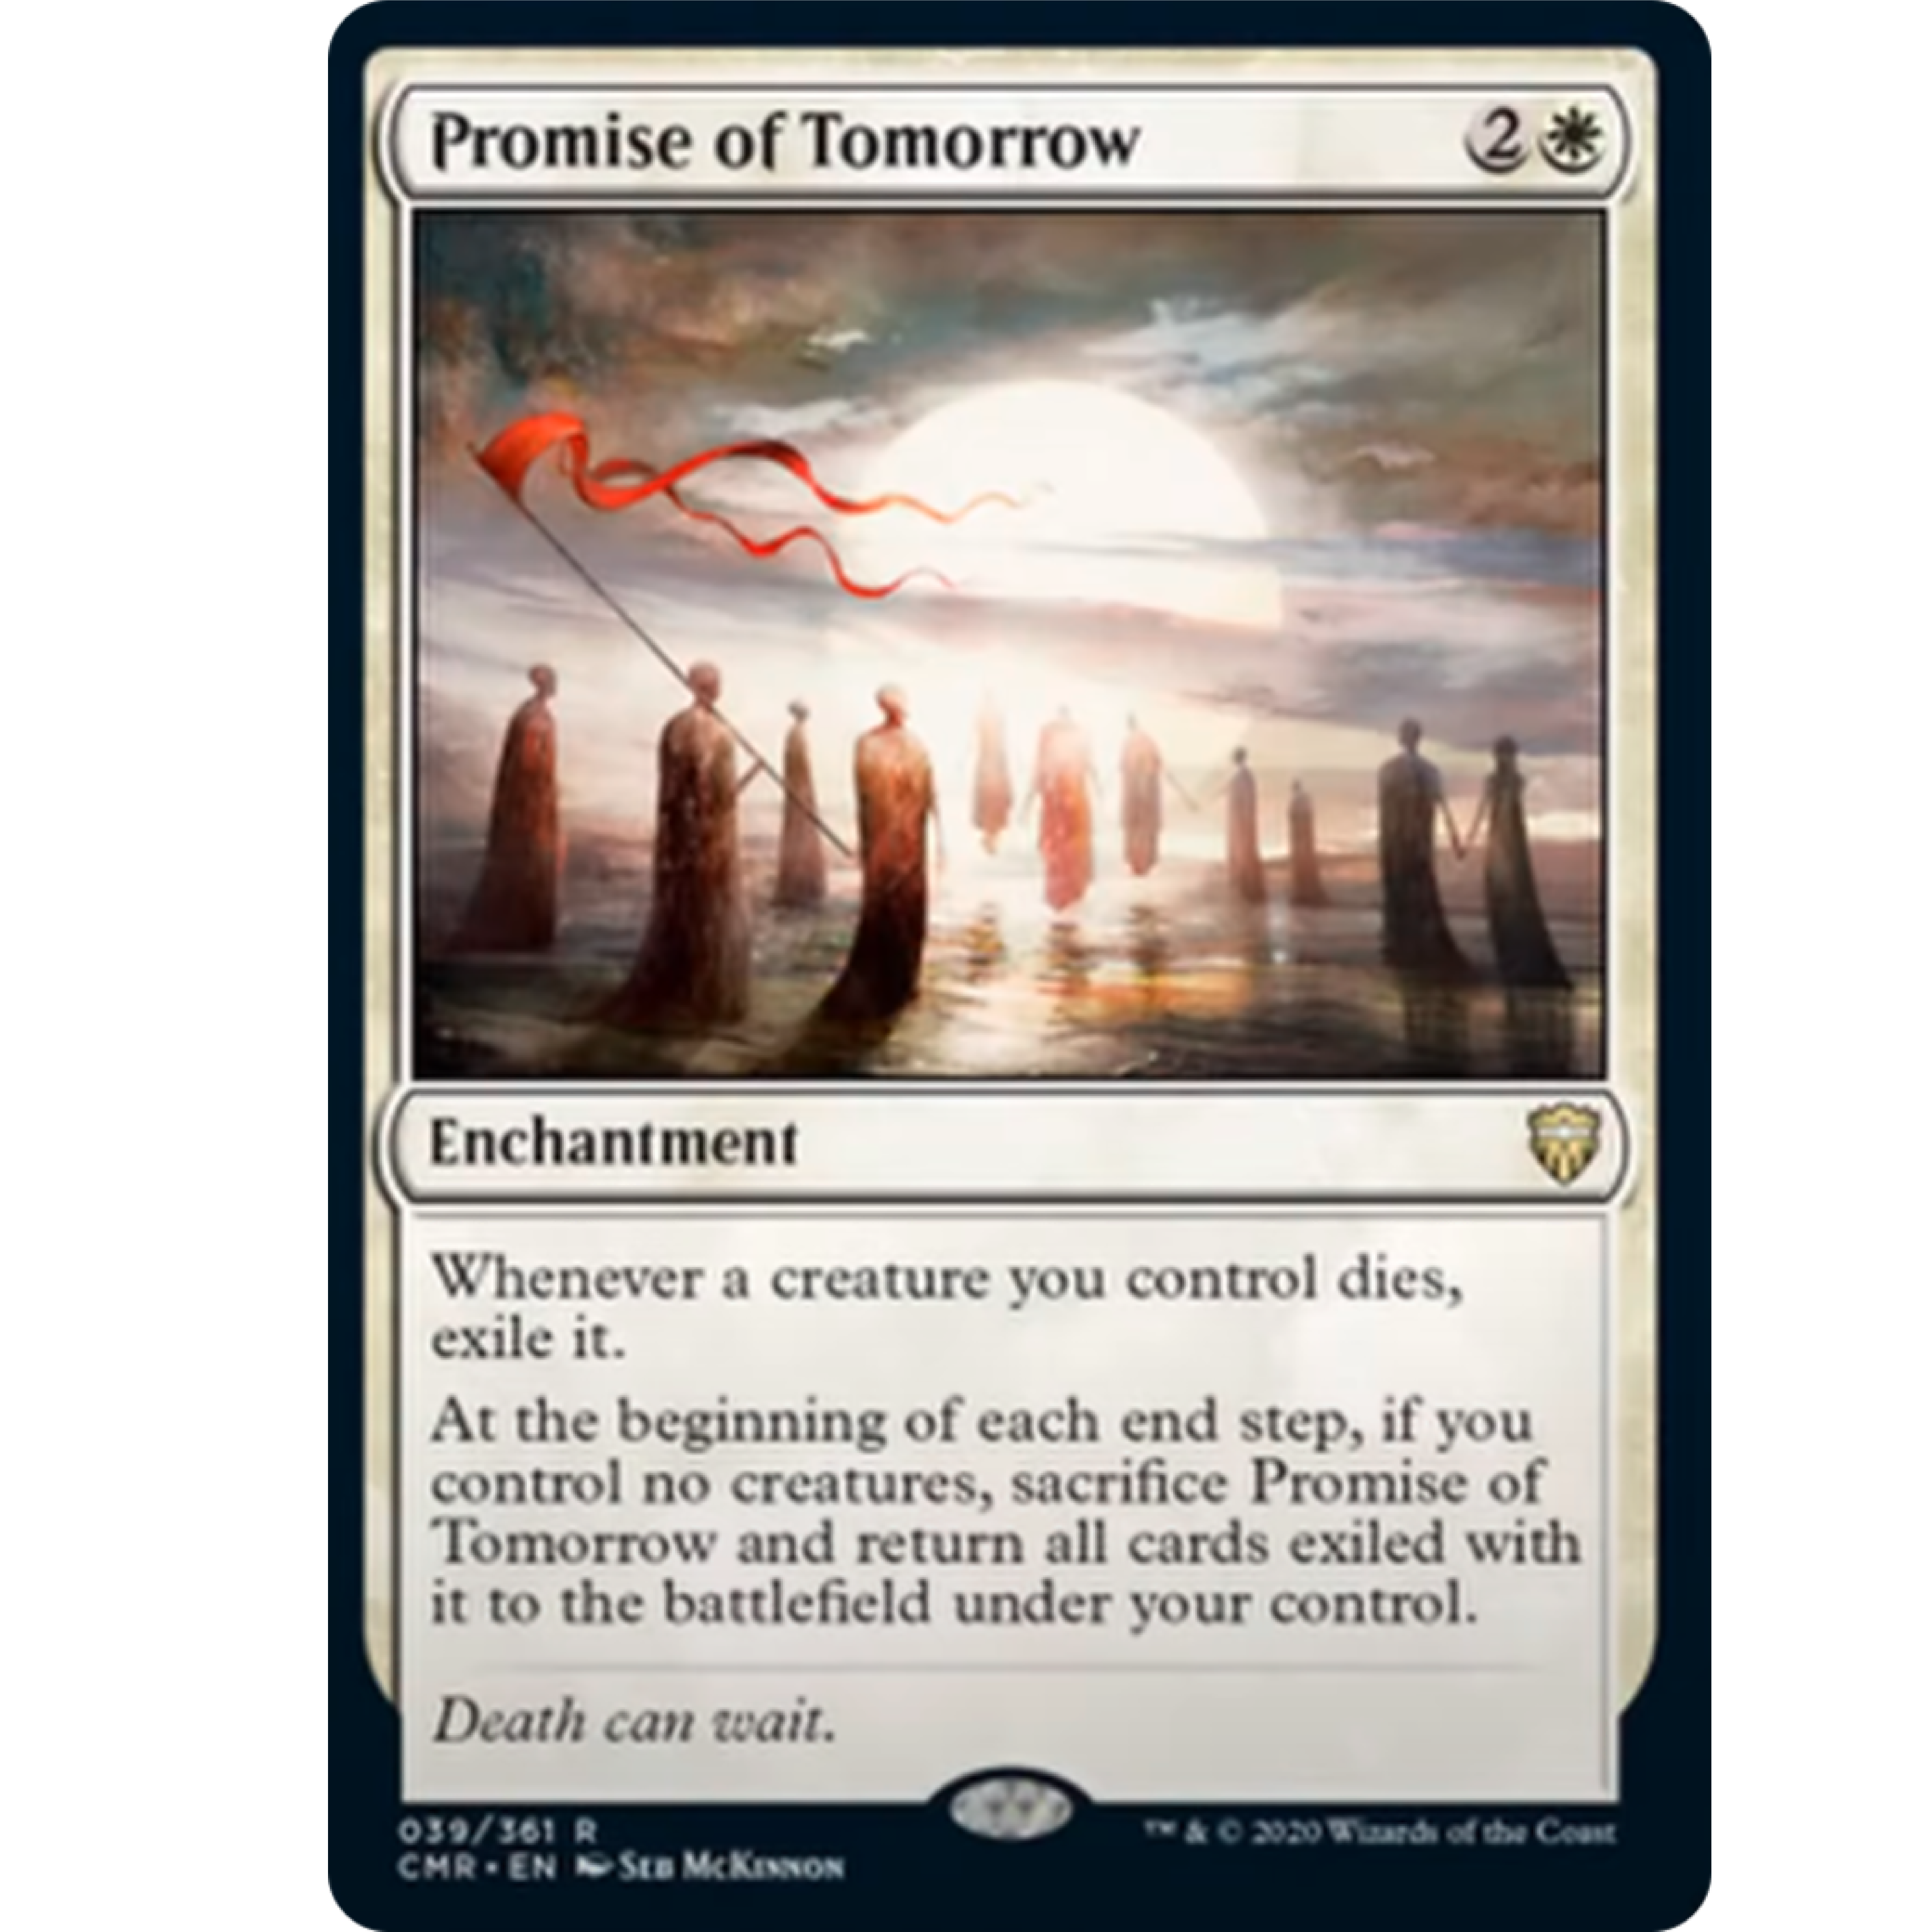 Promise of Tomorrow 2
Enchantment
Whenever a creature you control dies,
exile it.
At the beginning of each end step, if you
control no creatures, sacrifice Promise of
Tomorrow and return all cards exiled with
it to the battlefield under your control.
Death can wait.
039/361 R
CMR • EN Seb McKinnon
™ & © 2020 Wizards of the Coast